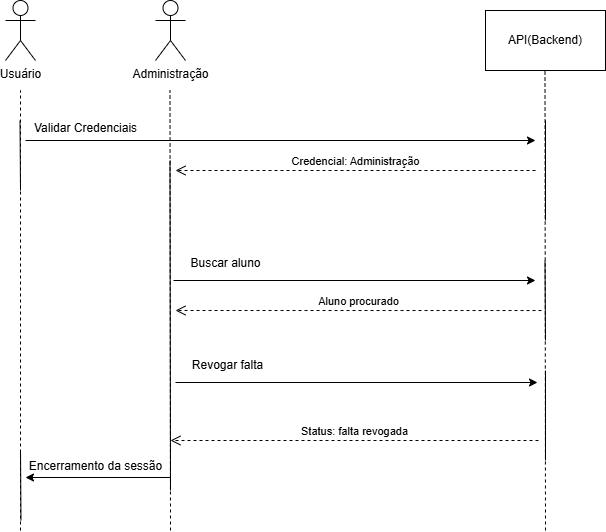 API(Backend)
Usuário
Administração
Validar Credenciais
Credencial: Administração
Buscar aluno
Aluno procurado
Revogar falta
Status: falta revogada
Encerramento da sessão